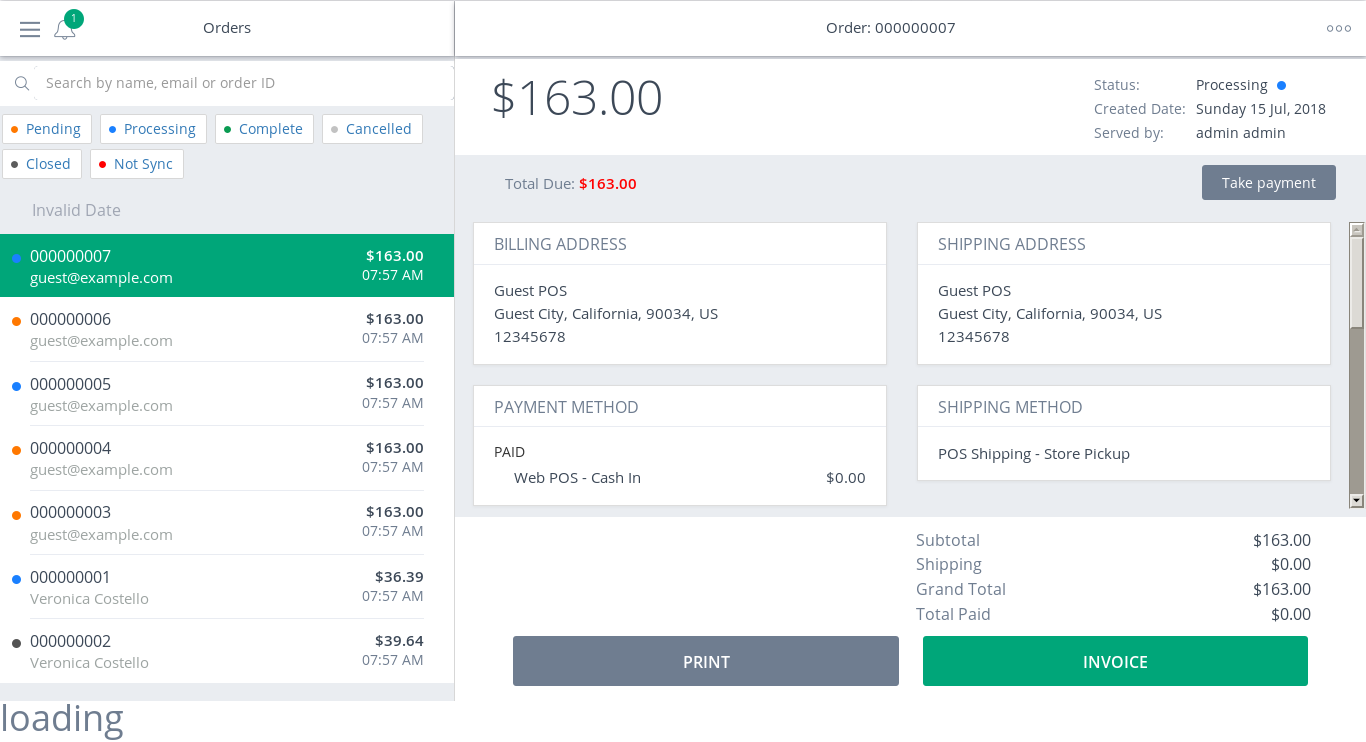 1
Orders
Search by name, email or order ID
Pending Processing Complete Cancelled
Closed Not Sync
Invalid Date
000000007 $163.00
guest@example.com 07:57 AM
000000006 $163.00
guest@example.com 07:57 AM
000000005 $163.00
guest@example.com 07:57 AM
000000004 $163.00
guest@example.com 07:57 AM
000000003 $163.00
guest@example.com 07:57 AM
000000001 $36.39
Veronica Costello 07:57 AM
000000002 $39.64
Veronica Costello 07:57 AM
loading
Order: 000000007
$163.00
Status: Processing
Created Date: Sunday 15 Jul, 2018
Served by: admin admin
Total Due: $163.00
Take payment
BILLING ADDRESS
Guest POS
Guest City, California, 90034, US
12345678
SHIPPING ADDRESS
Guest POS
Guest City, California, 90034, US
12345678
PAYMENT METHOD
PAID
Web POS - Cash In $0.00
SHIPPING METHOD
POS Shipping - Store Pickup
Subtotal $163.00
Shipping $0.00
Grand Total $163.00
Total Paid $0.00
PRINT
INVOICE